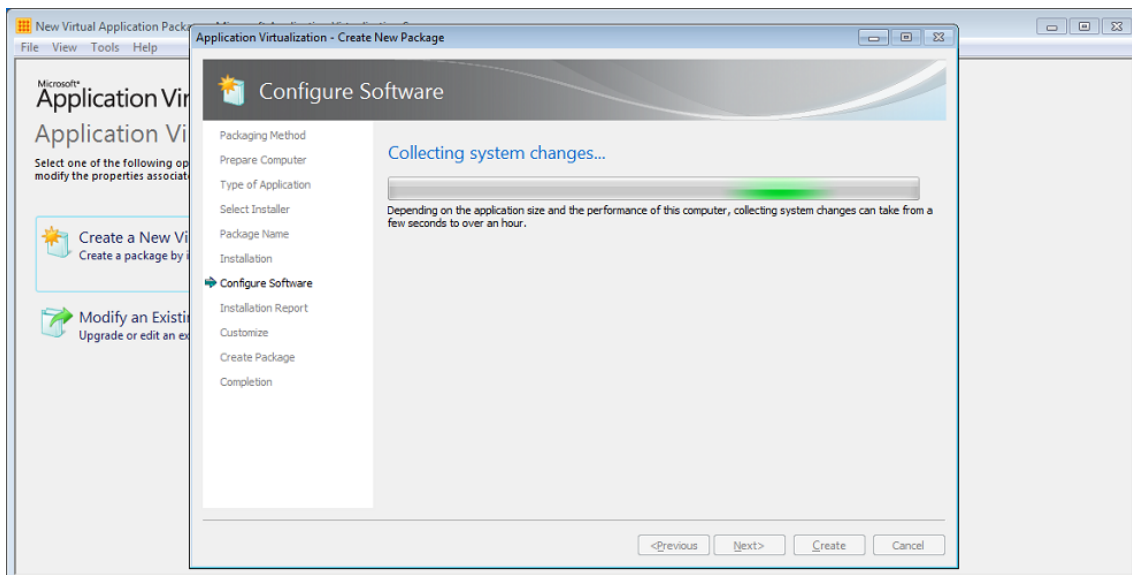 New Virtual Application Packa
File View Tools Help
Microsoft®
Application Vir
Application Vi
Select one of the following op
modify the properties associat
Create a New Vi
Create a package by i
Modify an Existi
Upgrade or edit an ex
Application Virtualization - Create New Package
Configure Software
Packaging Method
Prepare Computer
Type of Application
Select Installer
Package Name
Installation
Configure Software
Installation Report
Customize
Create Package
Completion
Collecting system changes...
Depending on the application size and the performance of this computer, collecting system changes can take from a
few seconds to over an hour.
<Previous
Next>
Create
Cancel